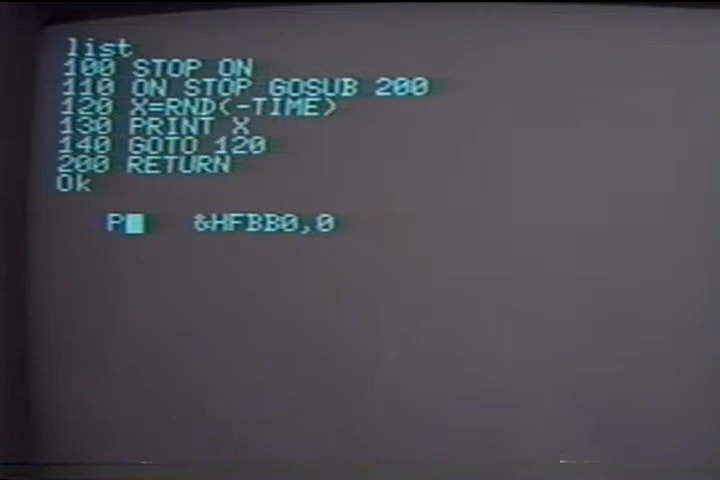 list
100 STOP ON
110 ON STOP GOSUB 200
120 X=RND(-TIME)
130 PRINT X
140 GOTO 120
200 RETURN
Ok
P &HFBB0,0